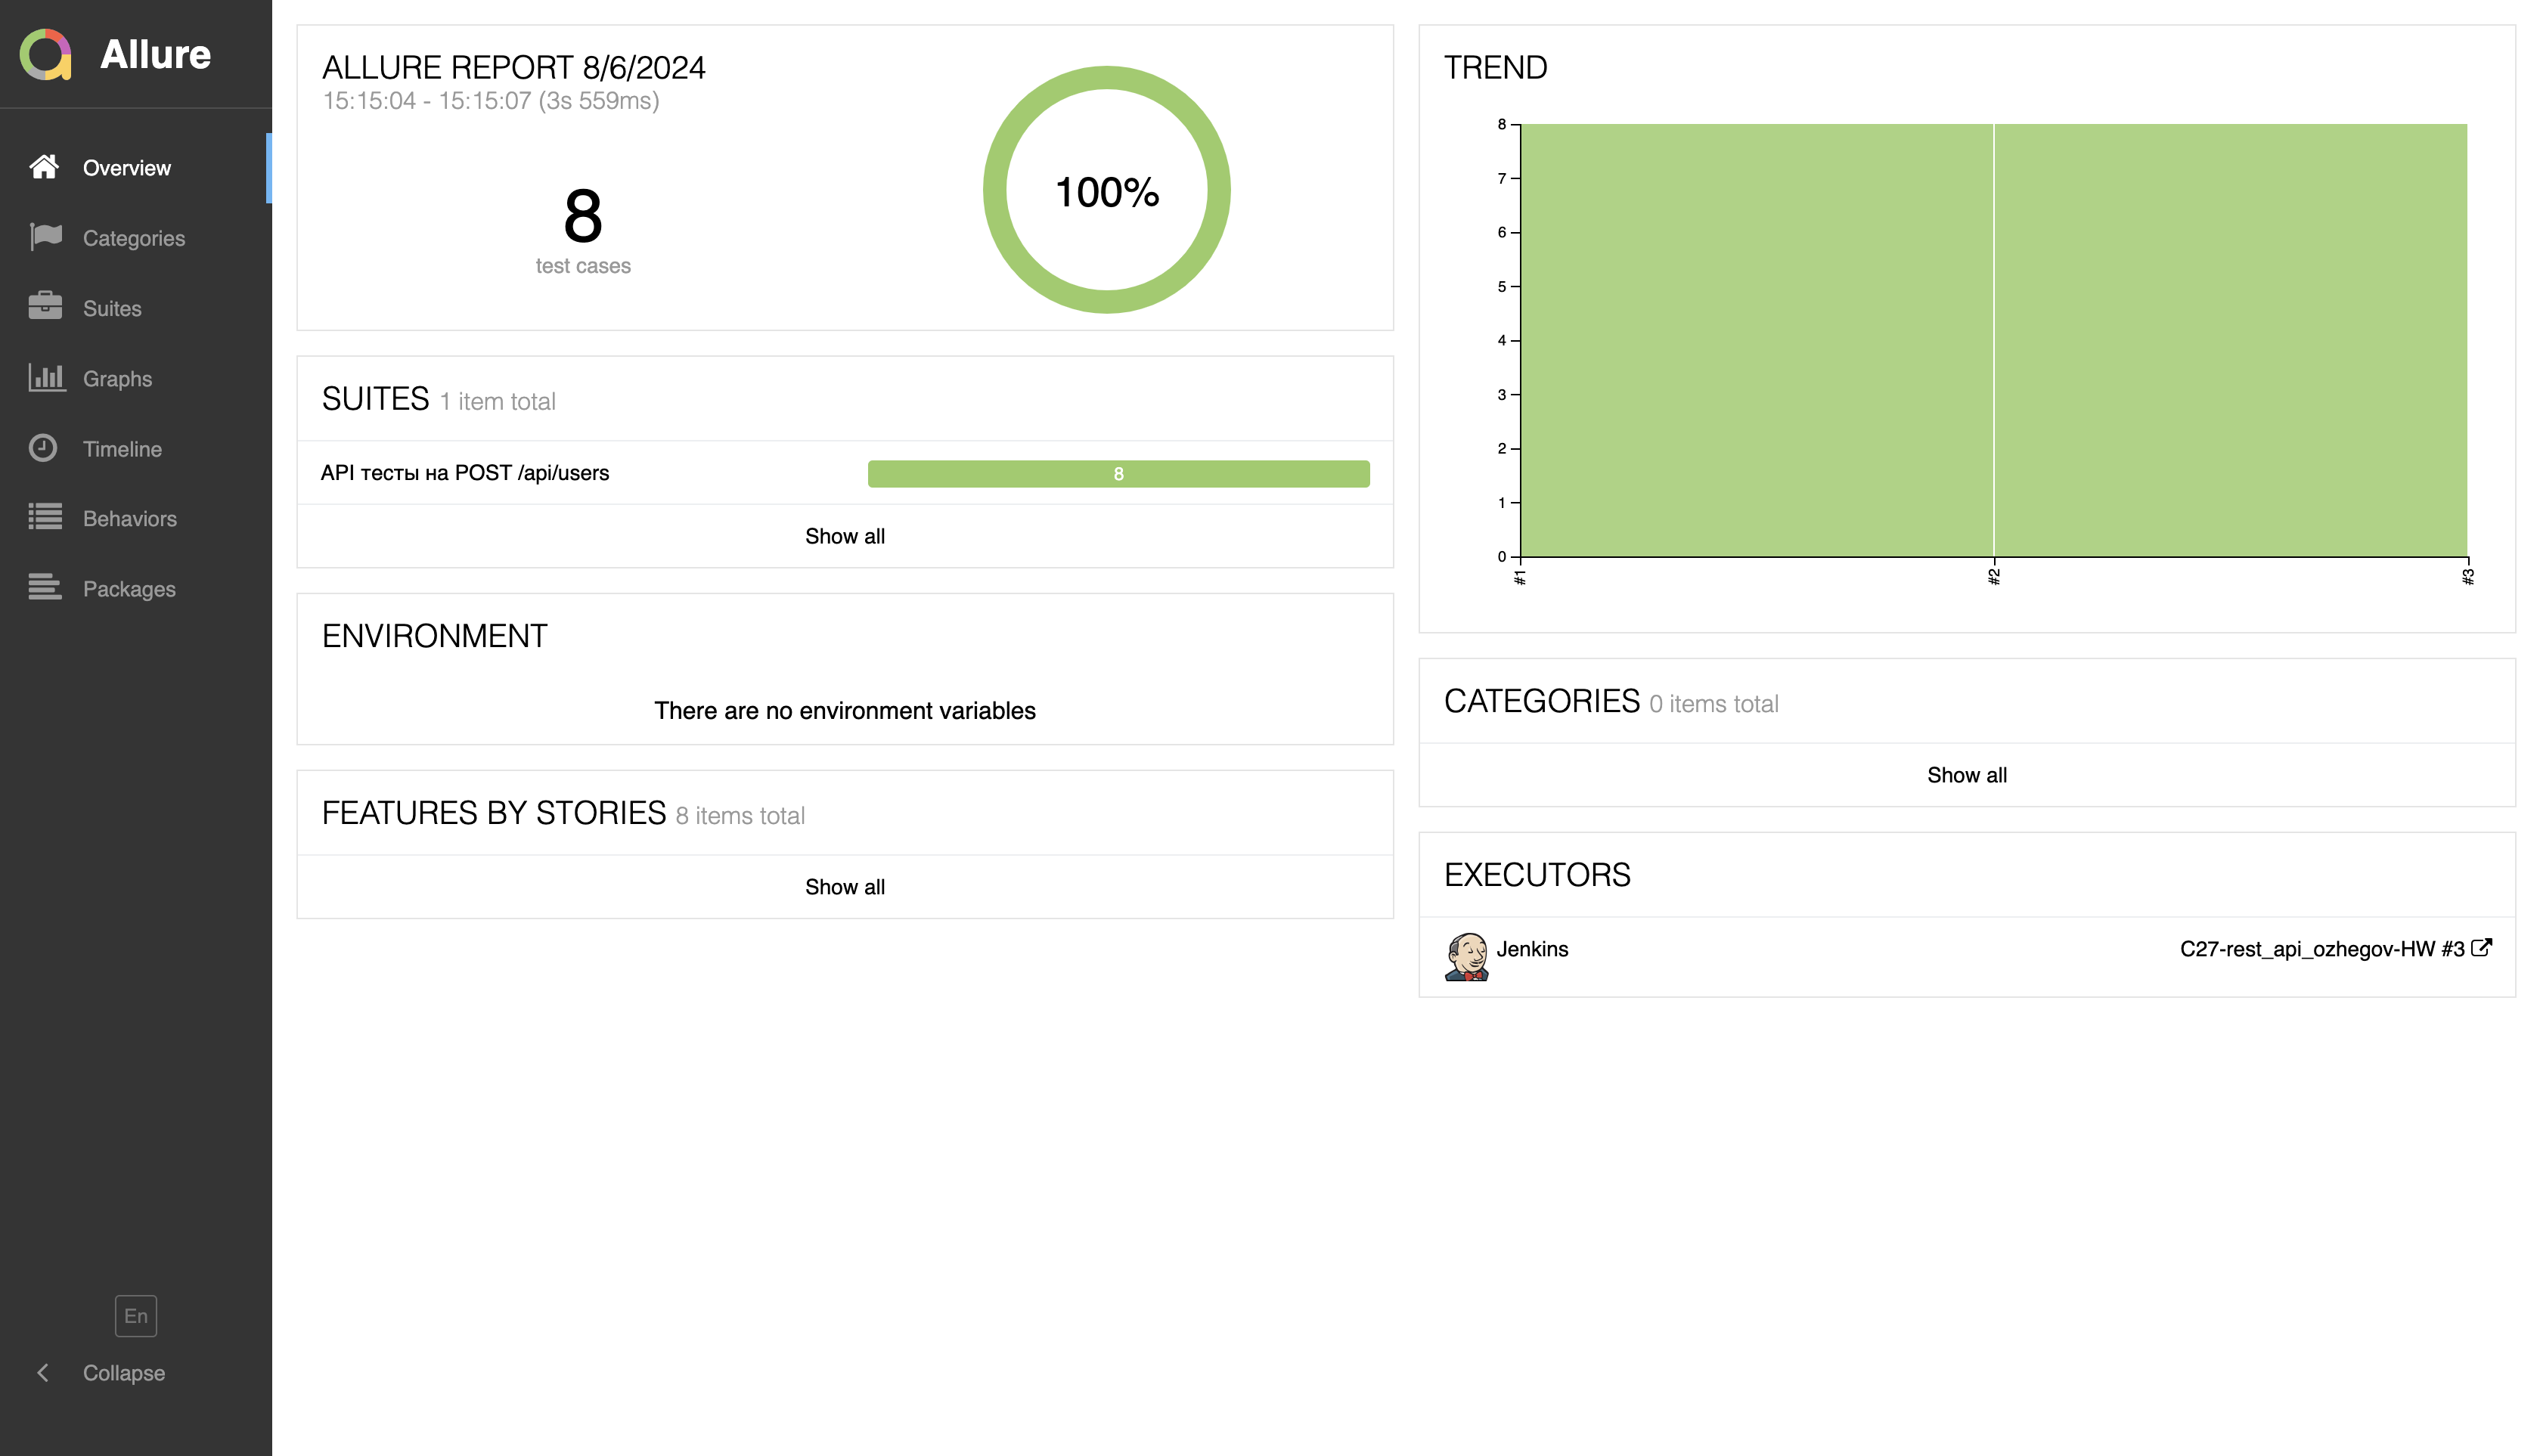 Allure
Overview
Categories
Suites
Graphs
Timeline
Behaviors
Packages
En
Collapse
ALLURE REPORT 8/6/2024
15:15:04 - 15:15:07 (3s 559ms)
8
test cases
100%
SUITES 1 item total
API тесты на POST /api/users 8
Show all
ENVIRONMENT
There are no environment variables
FEATURES BY STORIES 8 items total
Show all
TREND
8
7
6
5
4
3
2
1
0
#1 #2 #3
CATEGORIES 0 items total
Show all
EXECUTORS
Jenkins C27-rest_api_ozhegov-HW #3